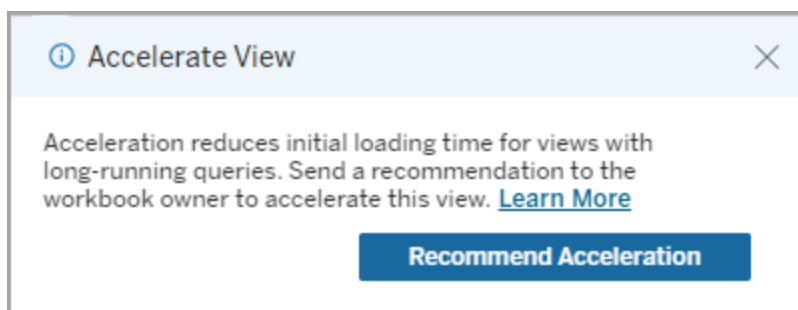 Accelerate View
Acceleration reduces initial loading time for views with
long-running queries. Send a recommendation to the
workbook owner to accelerate this view. Learn More
Recommend Acceleration